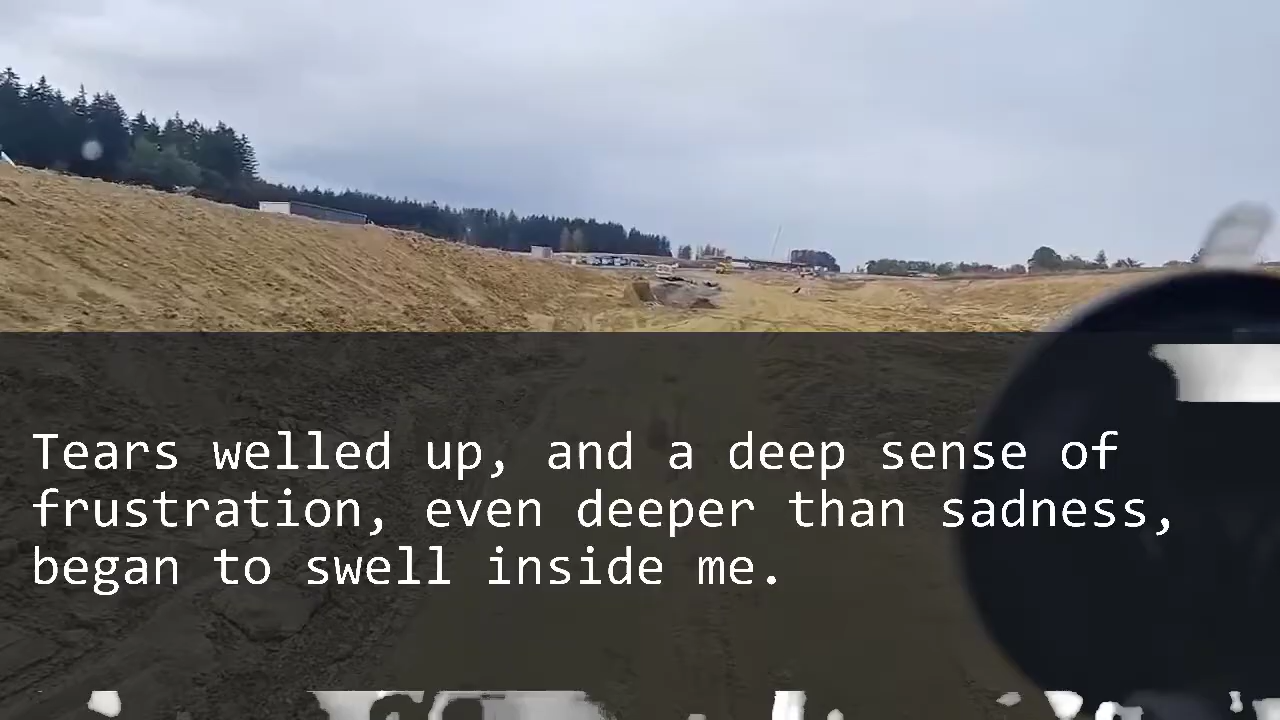 Tears welled up, and a deep sense of
frustration, even deeper than sadness,
began to swell inside me.